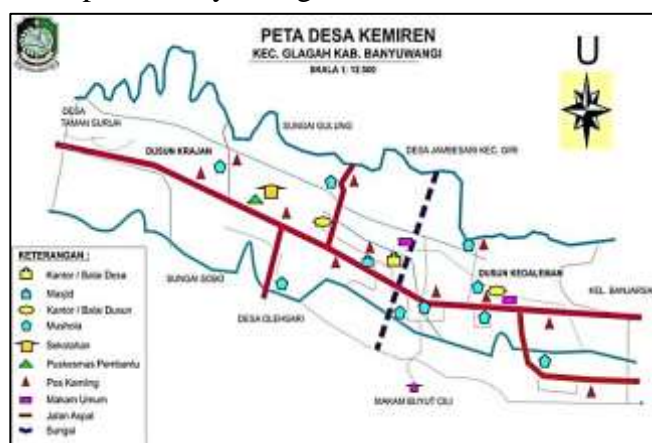 PETA DESA KEMIREN
KEC. GLAGAH KAB. BANYUWANGI
SKALA 1: 12.500
U
DESA
TAMAN SURUH
SUNGAI GULUNG
DESA JAMBESARI KEC. GIRI
DUSUN KRAJAN
KETERANGAN :
Kantor / Balai Desa
Masjid
Kantor / Balai Dusun
Mushola
Sekolahan
Puskesmas Pembantu
Pos Kamling
Makam Umum
Jalan Aspal
Sungai
SUNGAI SOBO
DESA OLEHSARI
DUSUN KEDALEMAN
KEL. BANJARSA
MAKAM BUYUT CILI